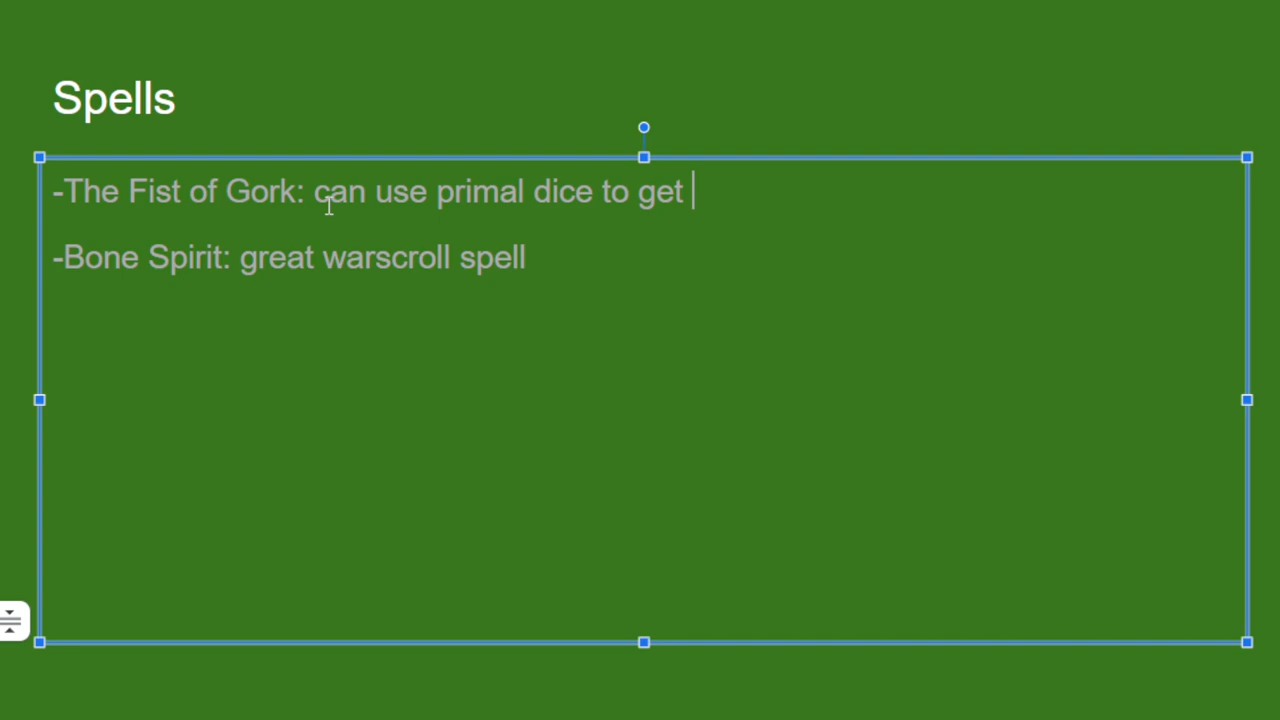 Spells
-The Fist of Gork: can use primal dice to get
-Bone Spirit: great warscroll spell